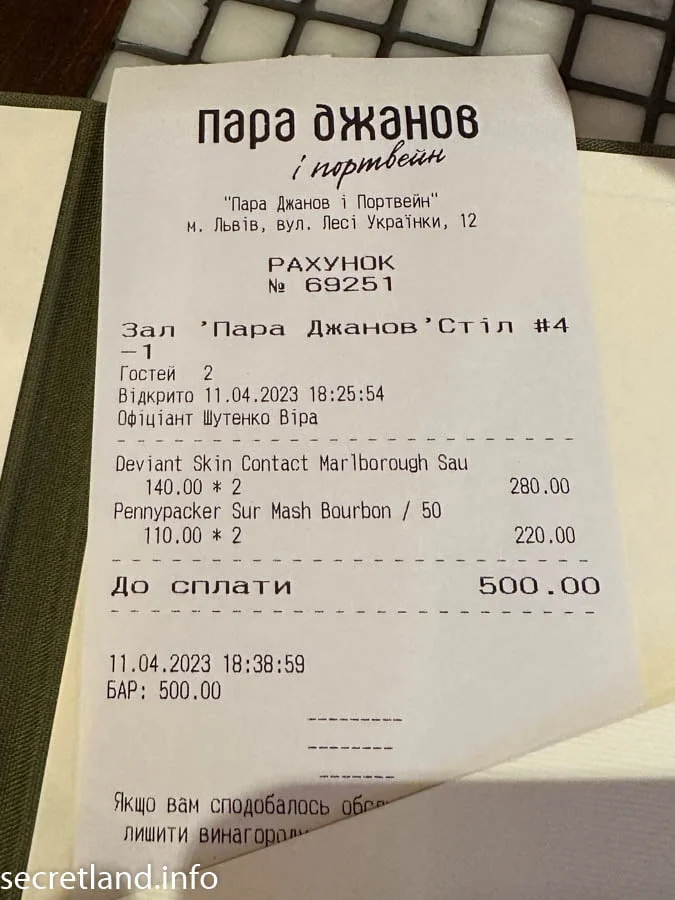 пара джанов
і портвейн
"Пара Джанов і Портвейн"
м. Львів, вул. Лесі Українки, 12
РАХУНОК
№ 69251
Зал 'Пара Джанов'Стіл #4
-1
Гостей 2
Відкрито 11.04.2023 18:25:54
Офіціант Шутенко Віра
Deviant Skin Contact Marlborough Sau
140.00 * 2 280.00
Pennypacker Sur Mash Bourbon / 50
110.00 * 2 220.00
До сплати 500.00
11.04.2023 18:38:59
БАР: 500.00
Якщо вам сподобалось
лишити винагороду
secretland.info